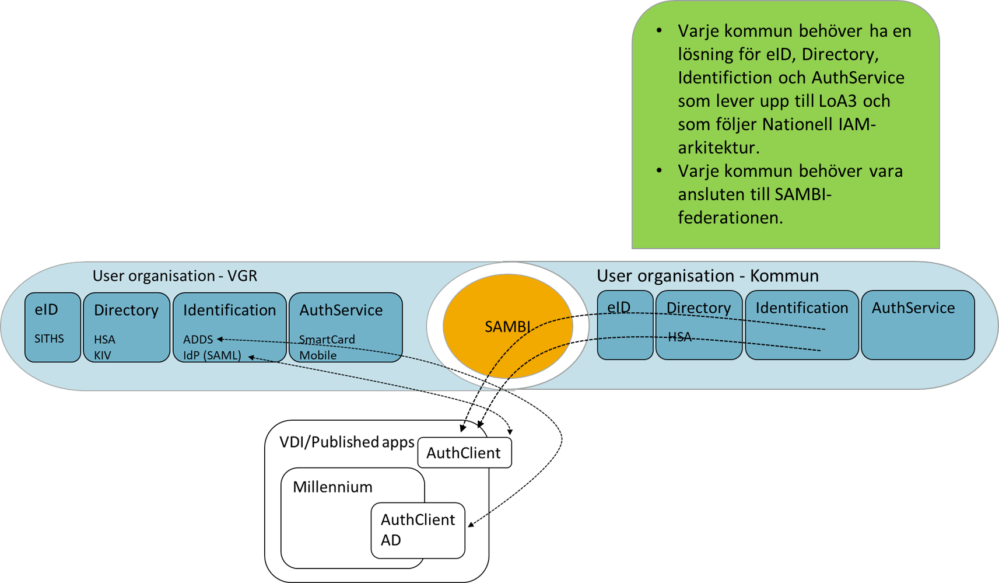 • Varje kommun behöver ha en
lösning för eID, Directory,
Identifiction och AuthService
som lever upp till LoA3 och
som följer Nationell IAM-
arkitektur.
• Varje kommun behöver vara
ansluten till SAMBI-
federationen.
User organisation - VGR
eID
SITHS
Directory
HSA
KIV
Identification
ADDS
IdP (SAML)
AuthService
SmartCard
Mobile
SAMBI
User organisation - Kommun
eID
Directory
HSA
Identification
AuthService
VDI/Published apps
AuthClient
Millennium
AuthClient
AD